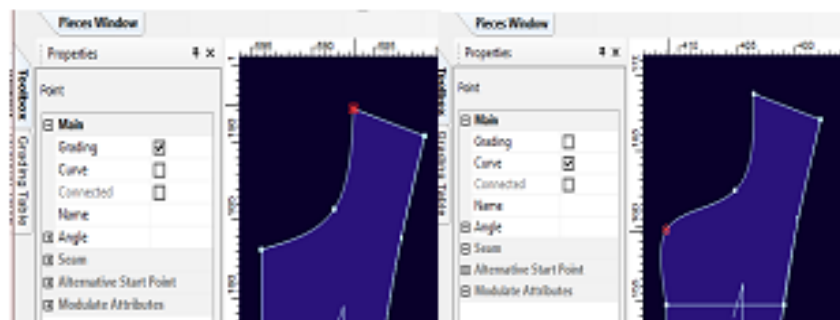 Pieces Window
Properties
Point
Main
Grading
Curve
Connected
Name
Angle
Seam
Alternative Start Point
Modulate Attributes
Toolbox
Grading Table
Pieces Window
Properties
Point
Main
Grading
Curve
Connected
Name
Angle
Seam
Alternative Start Point
Modulate Attributes
Toolbox
Grading Table